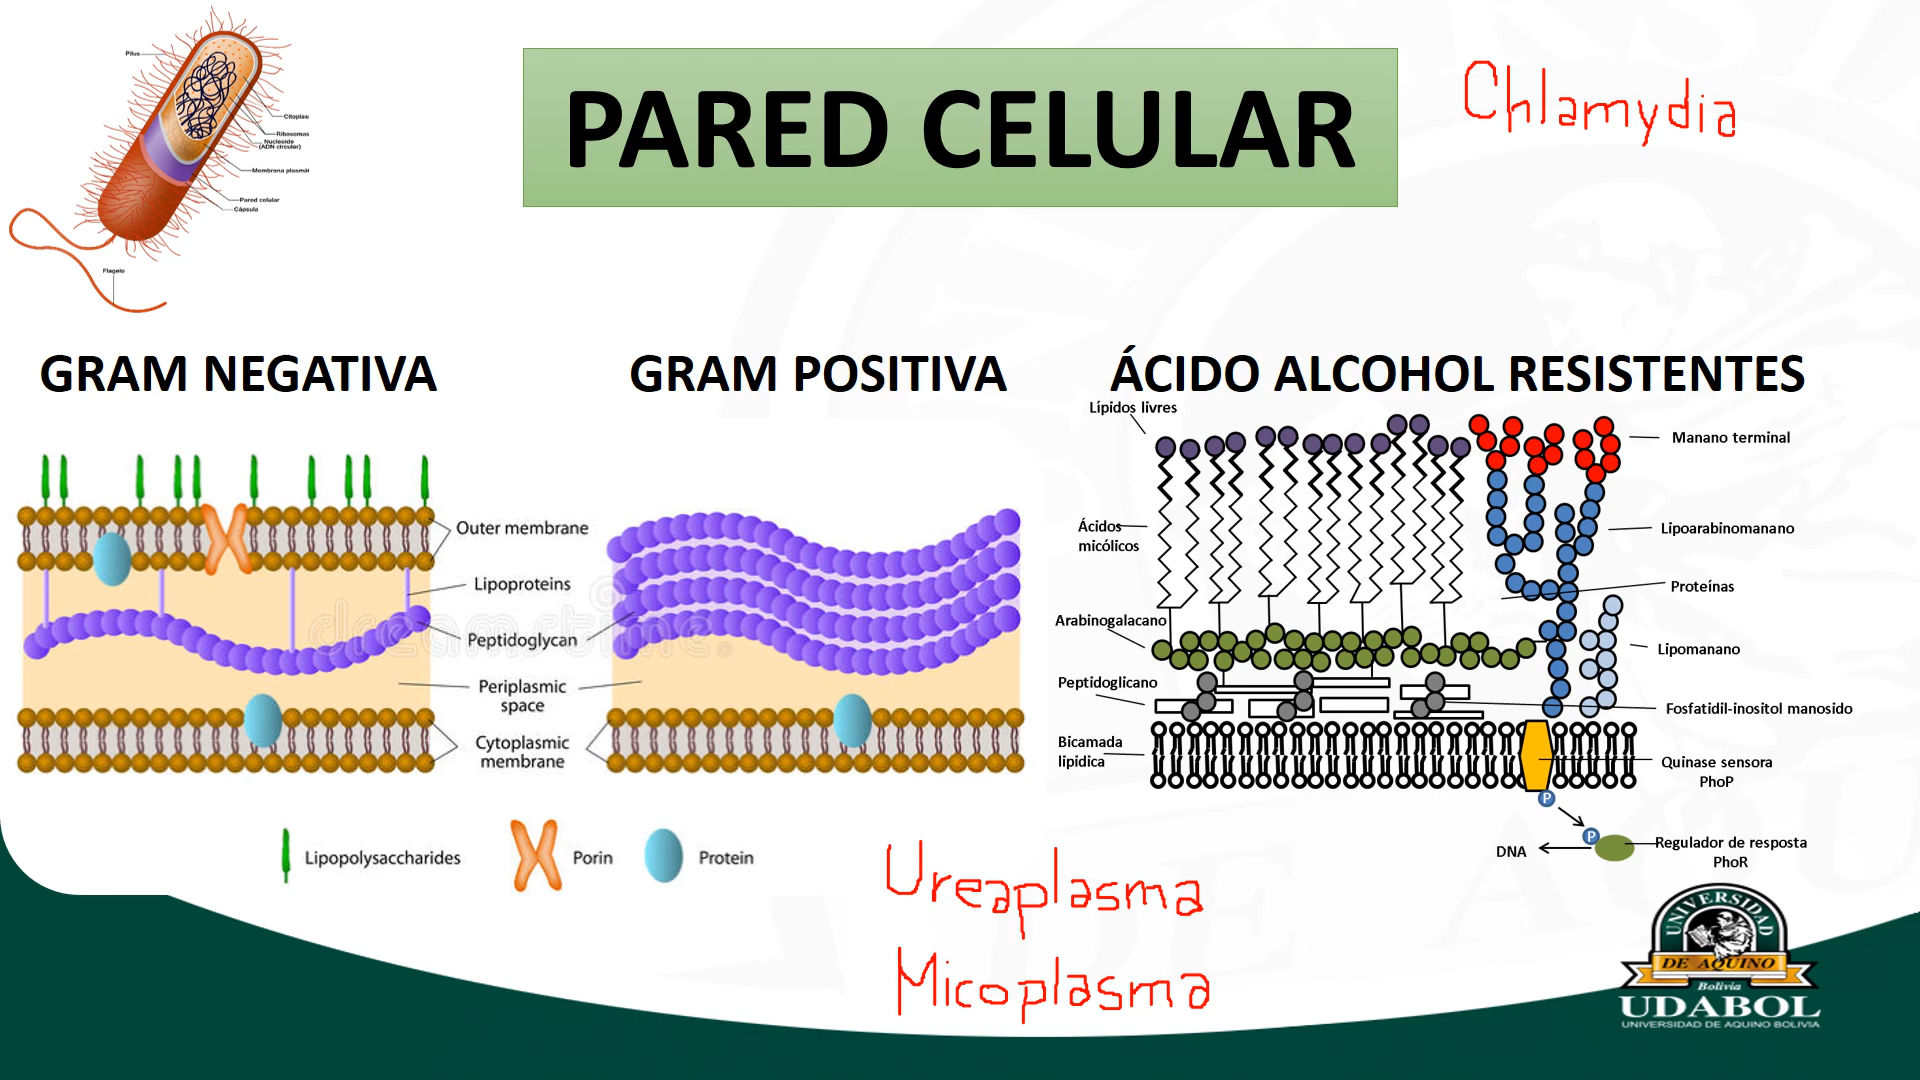 Pilus
Citoplas
Ribosomas
Nucleoide
(ADN circular)
Membrana plasmát
Pared celular
Cápsula
Flagelo
PARED CELULAR
Chlamydia
GRAM NEGATIVA
GRAM POSITIVA
ÁCIDO ALCOHOL RESISTENTES
Outer membrane
Lipoproteins
Peptidoglycan
Periplasmic
space
Cytoplasmic
membrane
Lipopolysaccharides
Porin
Protein
dreamstime
Lípidos livres
Ácidos
micólicos
Arabinogalacano
Peptidoglicano
Bicamada
lipidica
Manano terminal
Lipoarabinomanano
Proteínas
Lipomanano
Fosfatidil-inositol manosido
Quinase sensora
PhoP
P
P
DNA
Regulador de resposta
PhoR
Ureaplasma
Micoplasma
UNIVERSIDAD
DE AQUINO
Bolivia
UDABOL
UNIVERSIDAD DE AQUINO BOLIVIA